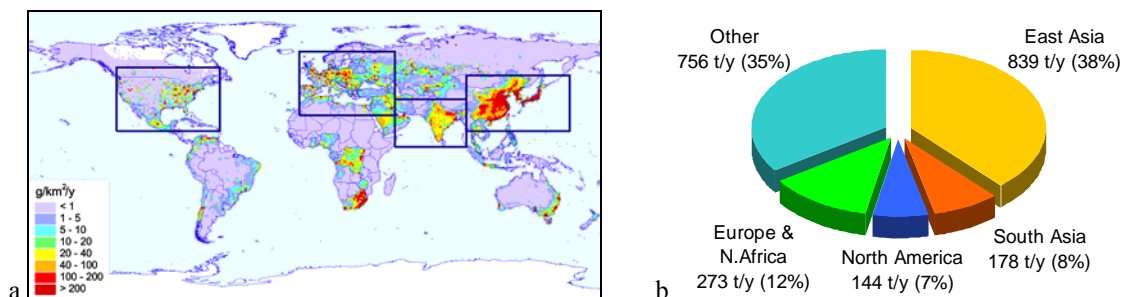 g/km²/y
< 1
1 - 5
5 - 10
10 - 20
20 - 40
40 - 100
100 - 200
> 200
a
Other
756 t/y (35%)
East Asia
839 t/y (38%)
Europe &
N.Africa
273 t/y (12%)
North America
144 t/y (7%)
South Asia
178 t/y (8%)
b